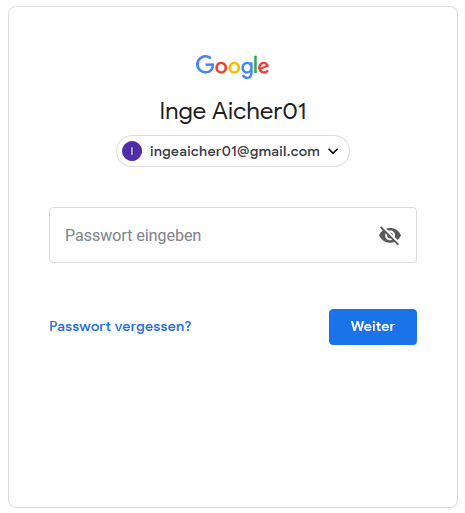 Google
Inge Aicher01
I ingeaicher01@gmail.com
Passwort eingeben
Passwort vergessen?
Weiter